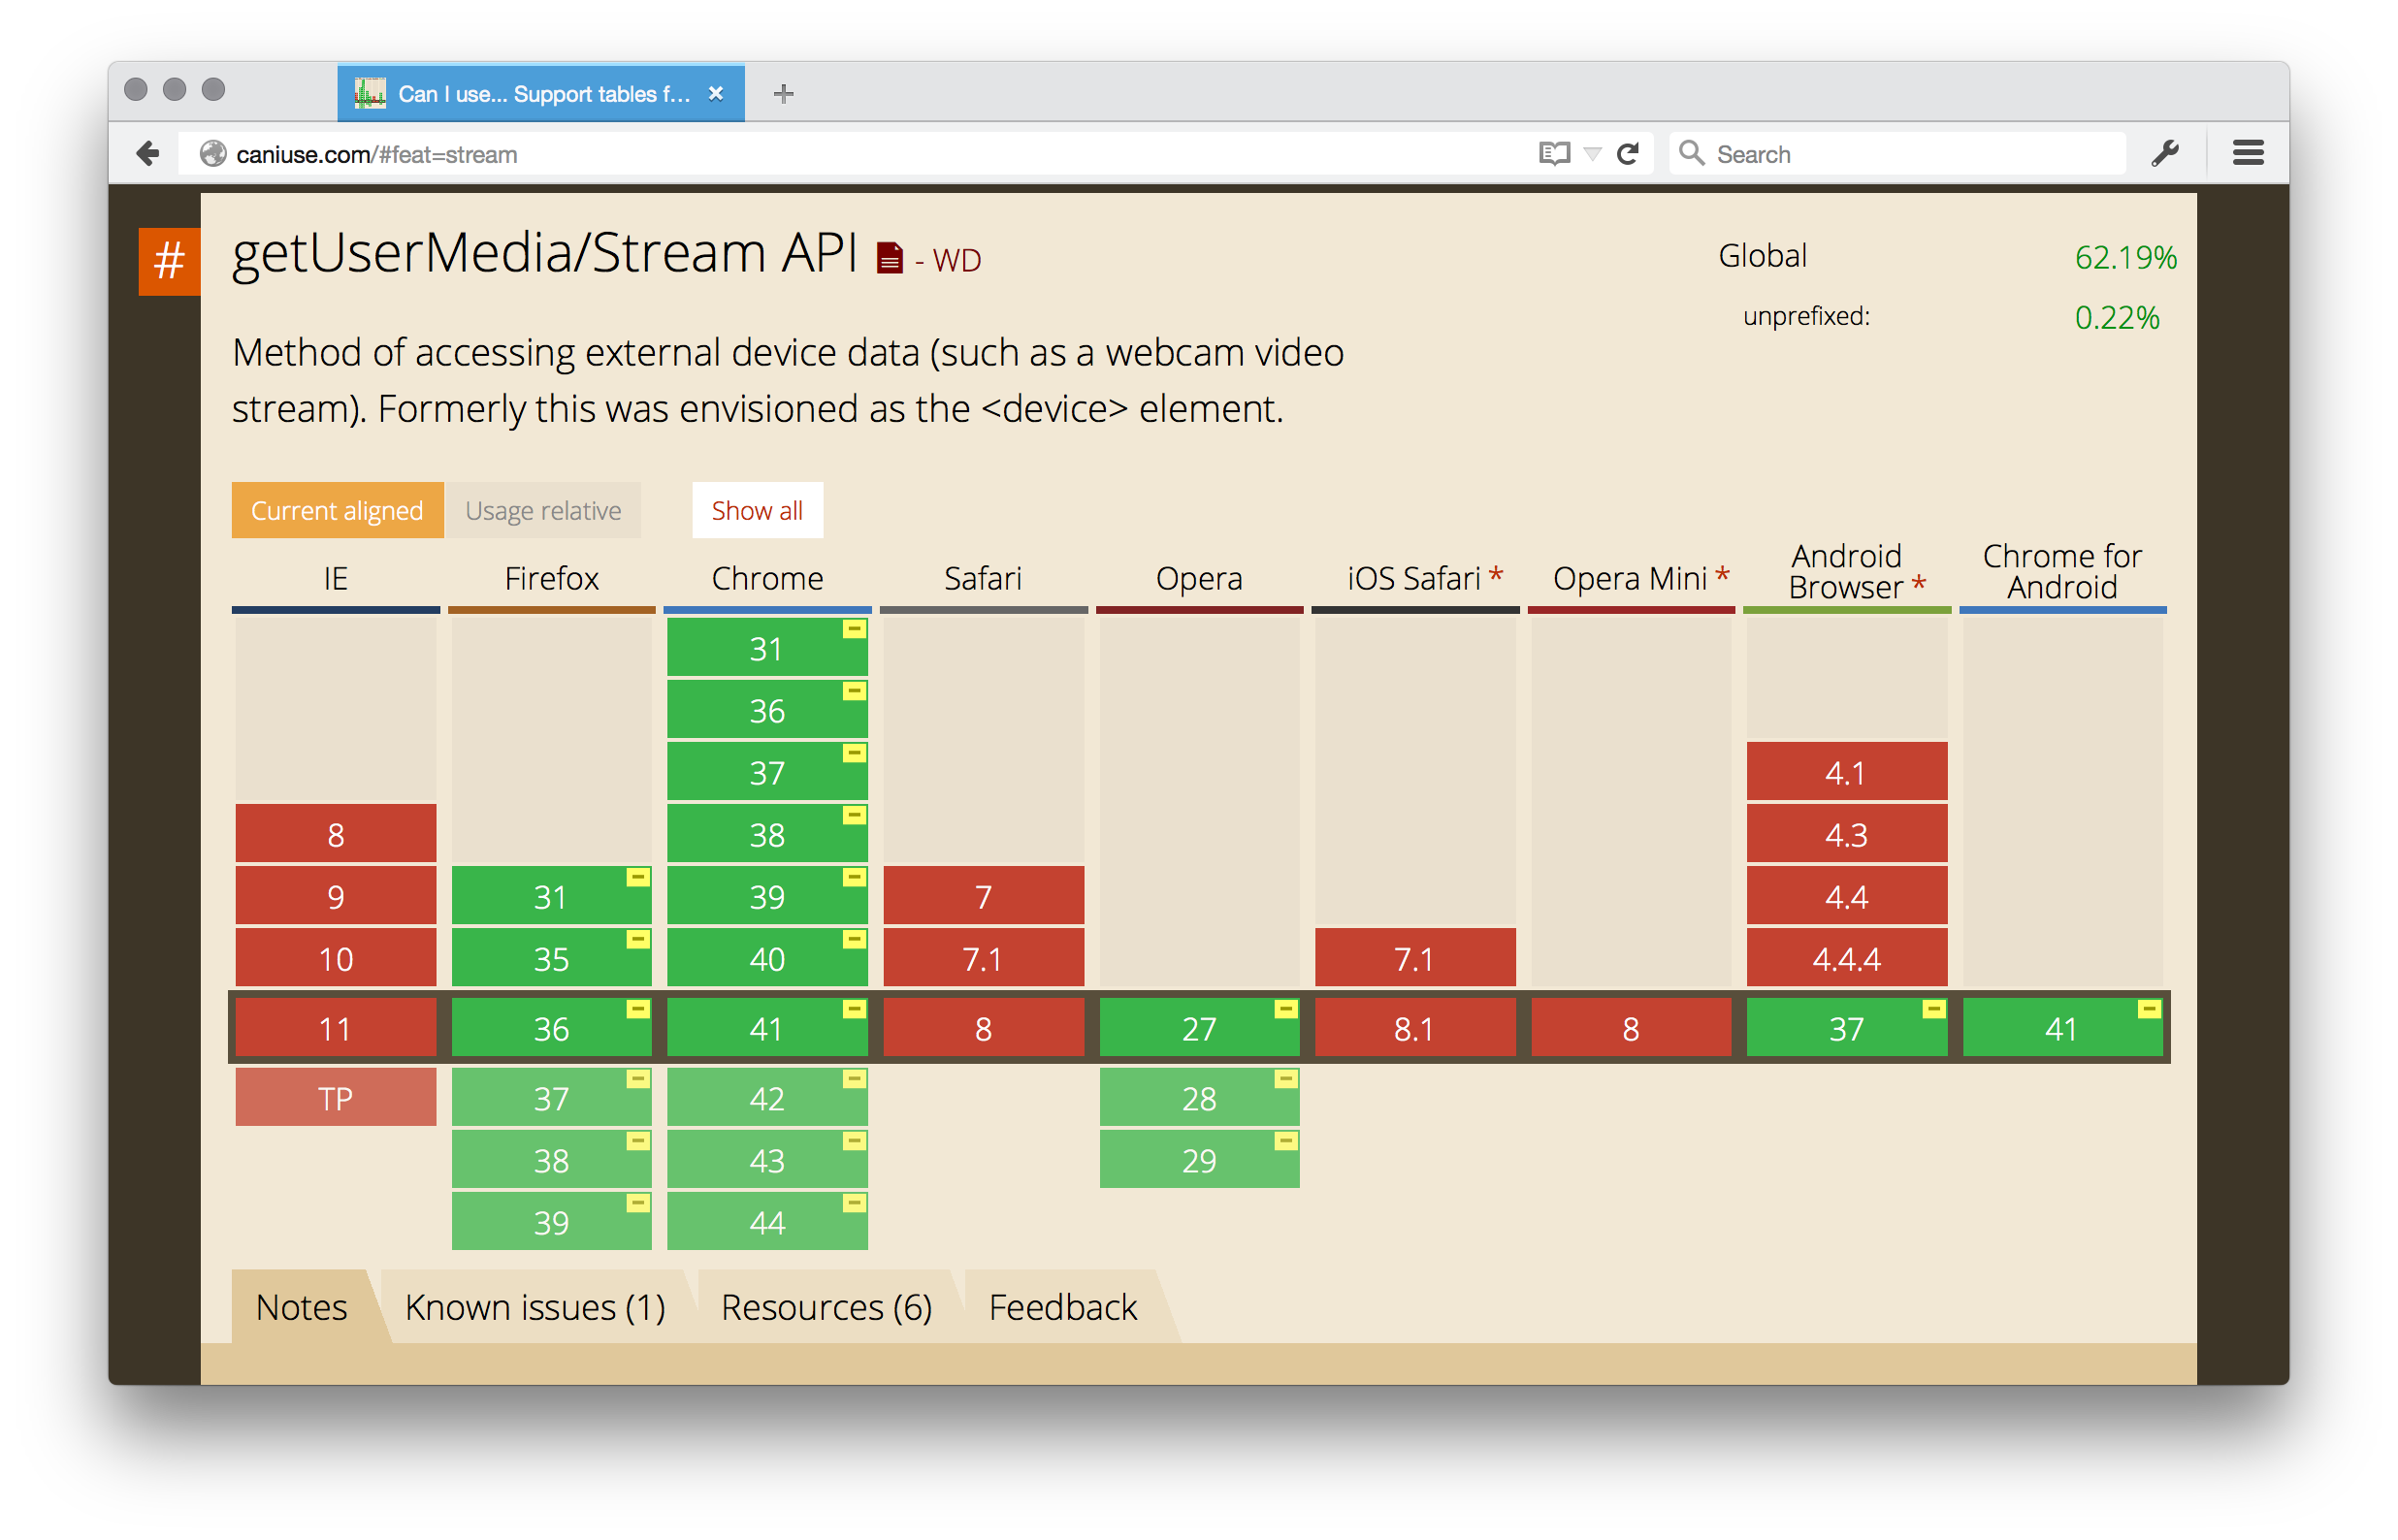 Can I use... Support tables f...
caniuse.com/#feat=stream
Search
#
getUserMedia/Stream API - WD
Global 62.19%
unprefixed: 0.22%
Method of accessing external device data (such as a webcam video
stream). Formerly this was envisioned as the <device> element.
Current aligned Usage relative Show all
IE Firefox Chrome Safari Opera iOS Safari * Opera Mini * Android Browser * Chrome for Android
31
36
37 4.1
8 38 4.3
9 31 39 7 4.4
10 35 40 7.1 7.1 4.4.4
11 36 41 8 27 8.1 8 37 41
TP 37 42 28
38 43 29
39 44
Notes Known issues (1) Resources (6) Feedback